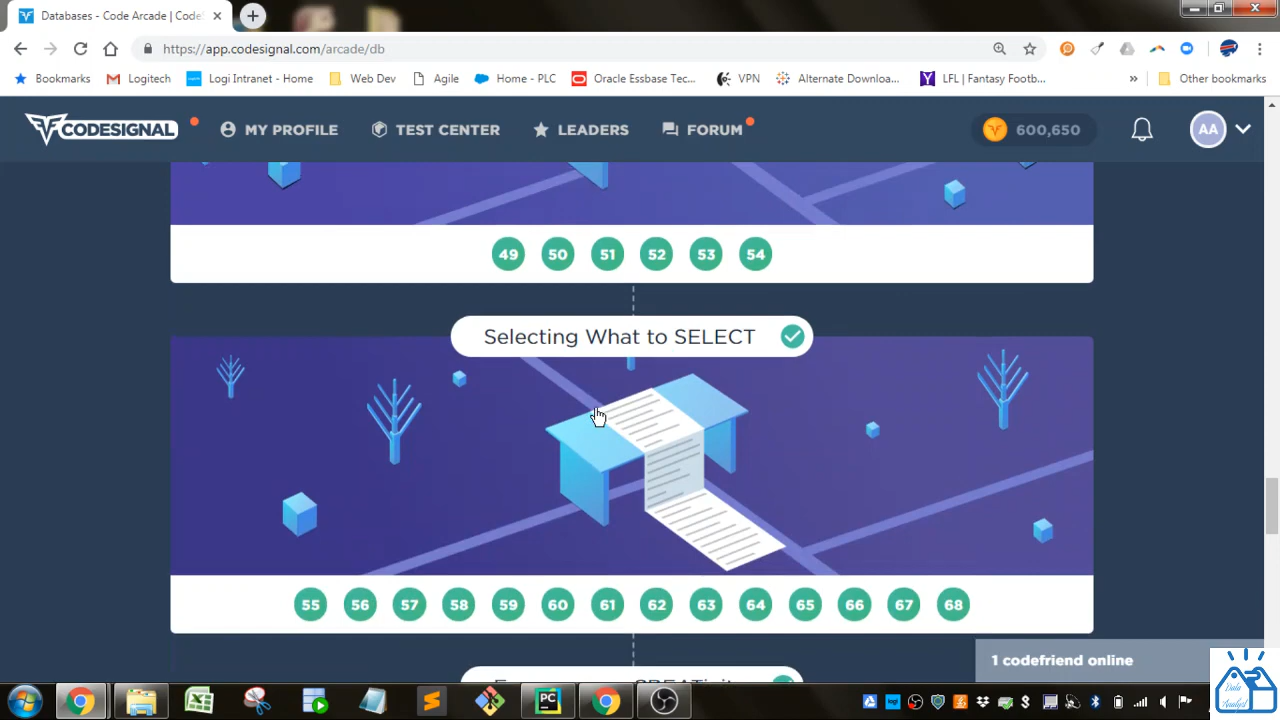 Databases - Code Arcade | Code
https://app.codesignal.com/arcade/db
Bookmarks
Logitech
Logi Intranet - Home
Web Dev
Agile
Home - PLC
Oracle Essbase Tec...
VPN
Alternate Downloa...
LFL | Fantasy Footb...
»
Other bookmarks
CODESIGNAL
MY PROFILE
TEST CENTER
LEADERS
FORUM
600,650
AA
49 50 51 52 53 54
Selecting What to SELECT
55 56 57 58 59 60 61 62 63 64 65 66 67 68
1 codefriend online
PC
Data
Analyst